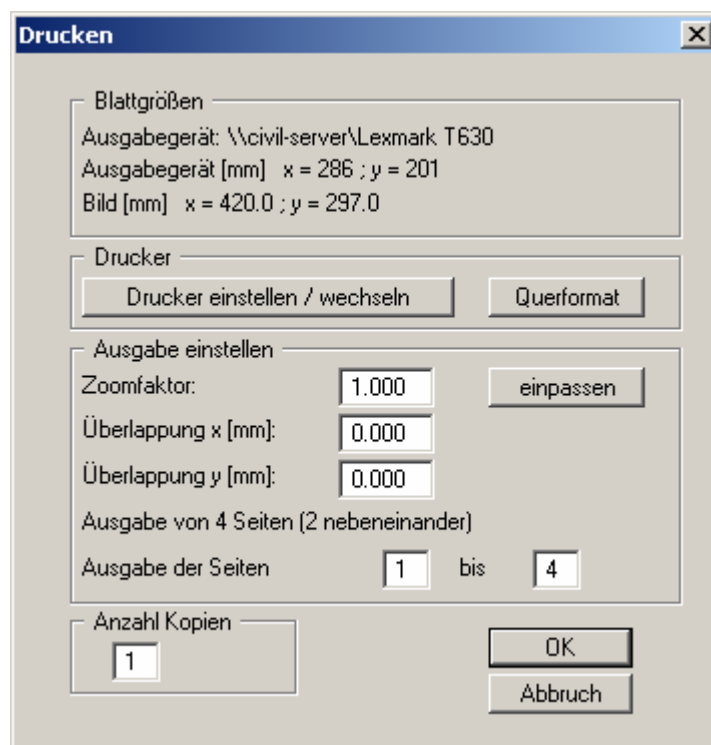 Drucken
Blattgrößen
Ausgabegerät: \\civil-server\Lexmark T630
Ausgabegerät [mm] x = 286 ; y = 201
Bild [mm] x = 420.0 ; y = 297.0
Drucker
Drucker einstellen / wechseln Querformat
Ausgabe einstellen
Zoomfaktor: 1.000 einpassen
Überlappung x [mm]: 0.000
Überlappung y [mm]: 0.000
Ausgabe von 4 Seiten (2 nebeneinander)
Ausgabe der Seiten 1 bis 4
Anzahl Kopien
1
OK
Abbruch